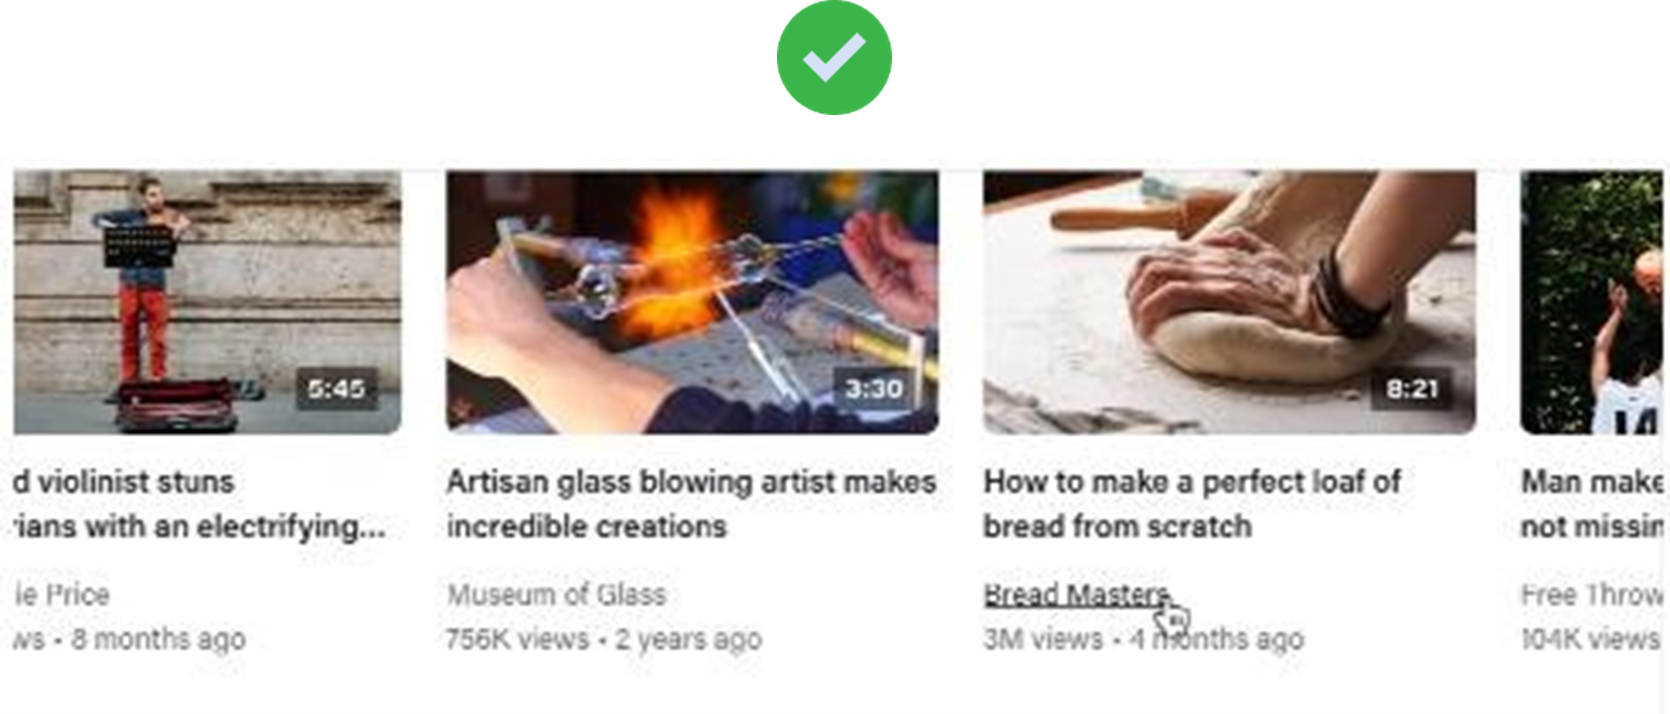 5:45
3:30
8:21
14
d violinist stuns
ians with an electrifying...
ie Price
ws • 8 months ago
Artisan glass blowing artist makes
incredible creations
Museum of Glass
756K views • 2 years ago
How to make a perfect loaf of
bread from scratch
Bread Masters
3M views • 4 months ago
Man make
not missin
Free Throw
104K views